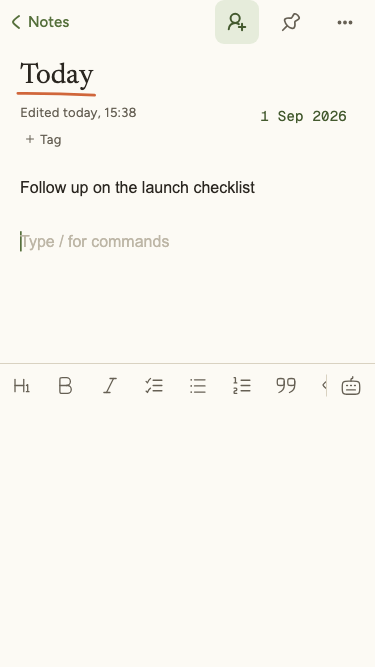 Notes
Today
Edited today, 15:38
1 Sep 2026
+ Tag
Follow up on the launch checklist
Type / for commands
H1 B I